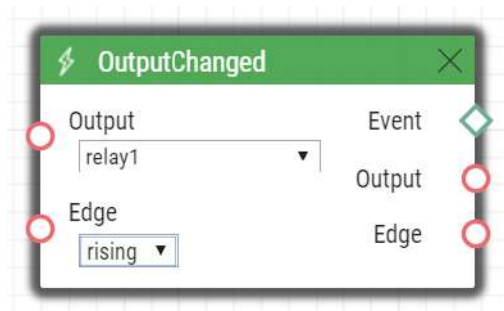 OutputChanged
Output
relay1
Edge
rising
Event
Output
Edge